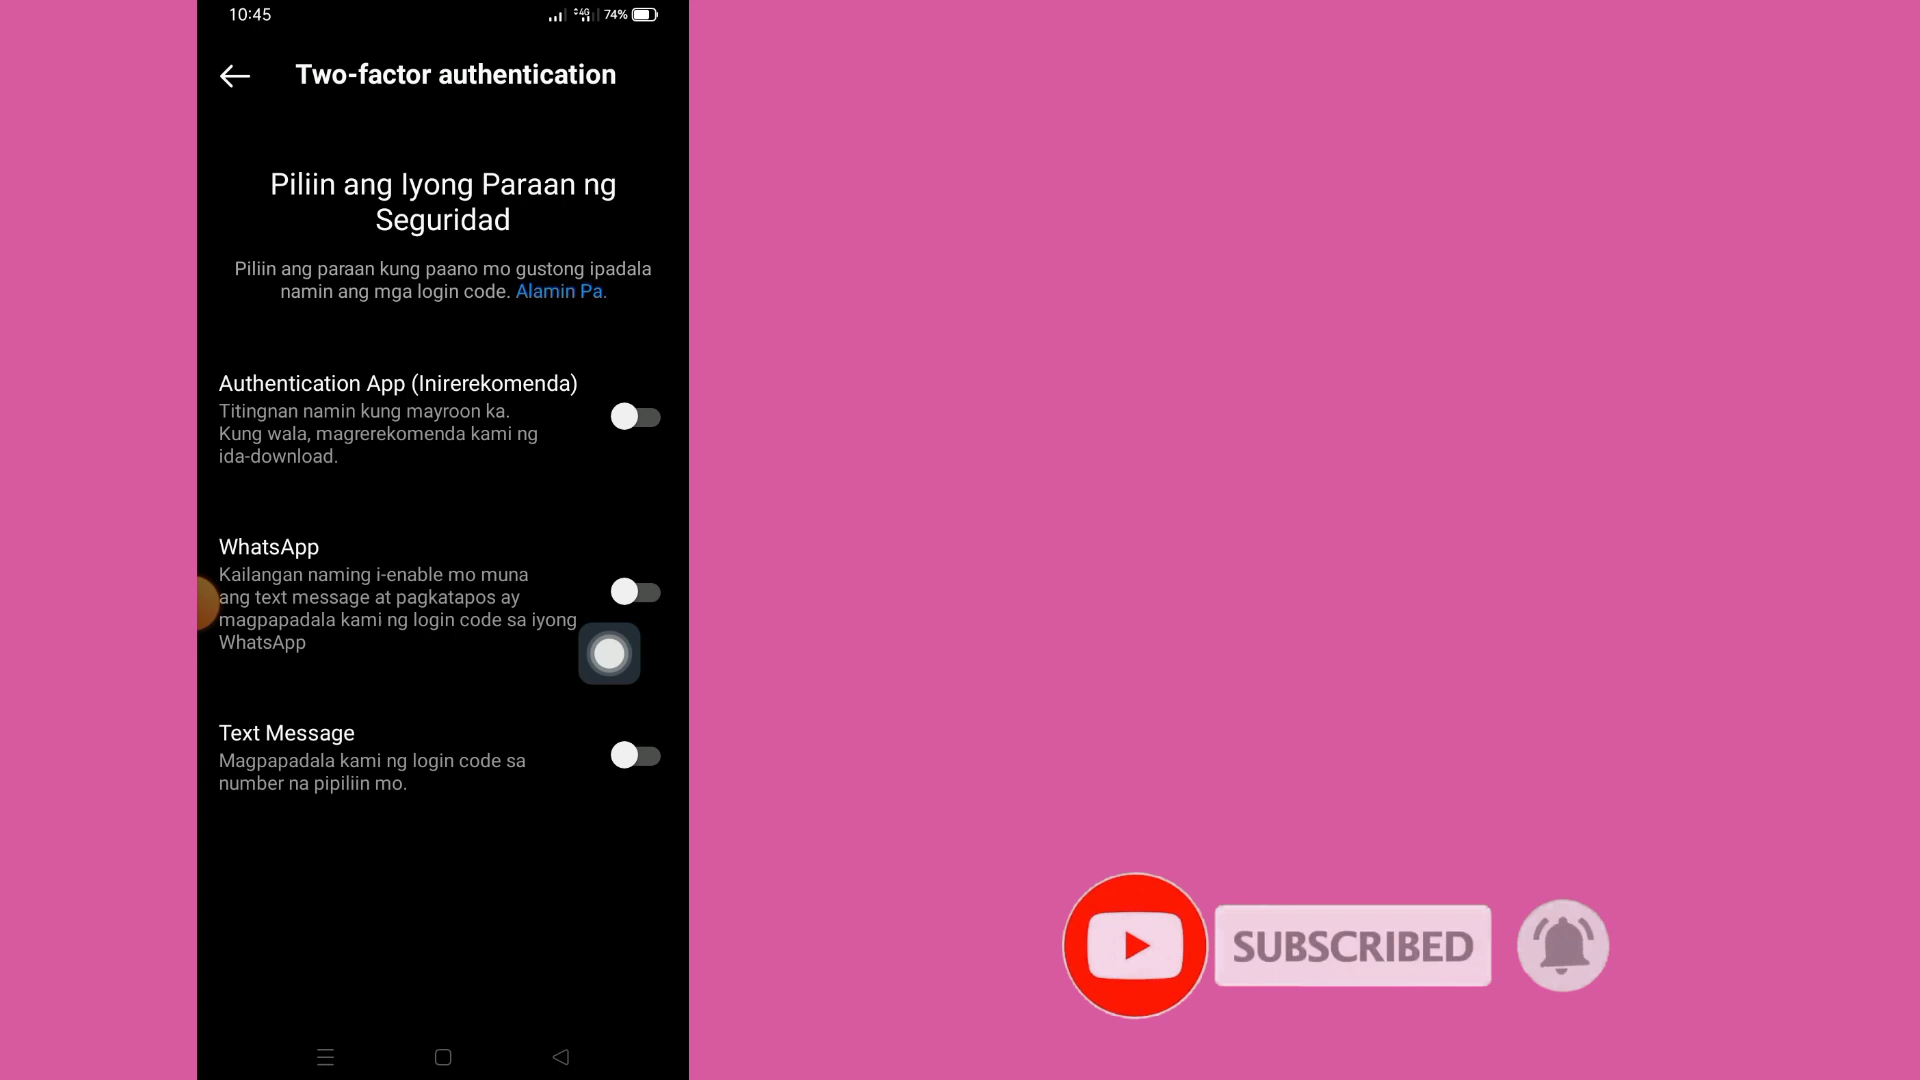 10:45
4G 74%
Two-factor authentication
Piliin ang Iyong Paraan ng
Seguridad
Piliin ang paraan kung paano mo gustong ipadala
namin ang mga login code. Alamin Pa.
Authentication App (Inirerekomenda)
Titingnan namin kung mayroon ka.
Kung wala, magrerekomenda kami ng
ida-download.
WhatsApp
Kailangan naming i-enable mo muna
ang text message at pagkatapos ay
magpapadala kami ng login code sa iyong
WhatsApp
Text Message
Magpapadala kami ng login code sa
number na pipiliin mo.
SUBSCRIBED